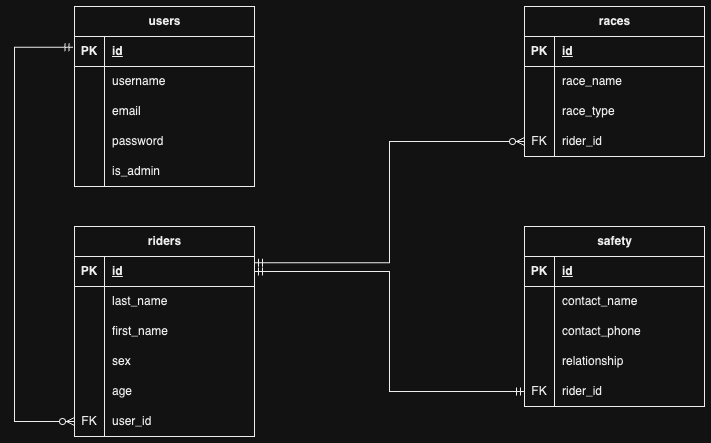 users
PK id
username
email
password
is_admin
races
PK id
race_name
race_type
FK rider_id
riders
PK id
last_name
first_name
sex
age
FK user_id
safety
PK id
contact_name
contact_phone
relationship
FK rider_id